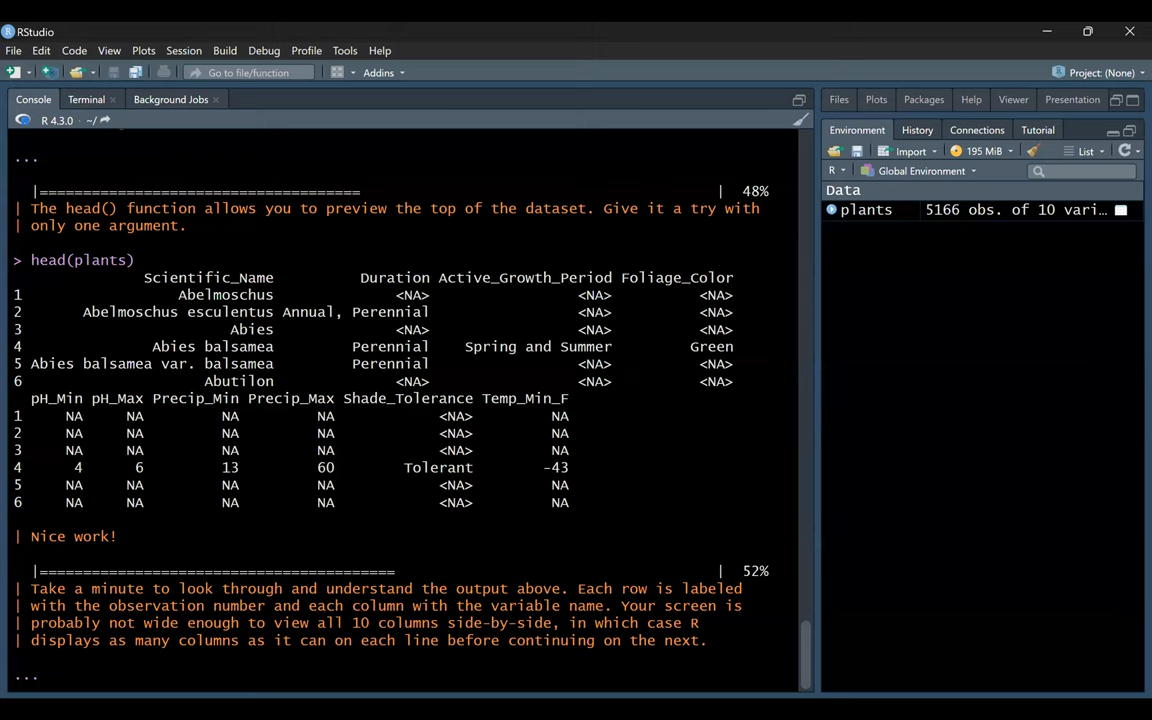 RStudio
File Edit Code View Plots Session Build Debug Profile Tools Help
Go to file/function Addins Project: (None)
Console Terminal Background Jobs
R 4.3.0 · ~/
...
|===================================== | 48%
| The head() function allows you to preview the top of the dataset. Give it a try with
| only one argument.
> head(plants)
Scientific_Name Duration Active_Growth_Period Foliage_Color
1 Abelmoschus <NA> <NA> <NA>
2 Abelmoschus esculentus Annual, Perennial <NA> <NA>
3 Abies <NA> <NA> <NA>
4 Abies balsamea Perennial Spring and Summer Green
5 Abies balsamea var. balsamea Perennial <NA> <NA>
6 Abutilon <NA> <NA> <NA>
pH_Min pH_Max Precip_Min Precip_Max Shade_Tolerance Temp_Min_F
1 NA NA NA NA <NA> NA
2 NA NA NA NA <NA> NA
3 NA NA NA NA <NA> NA
4 4 6 13 60 Tolerant -43
5 NA NA NA NA <NA> NA
6 NA NA NA NA <NA> NA
| Nice work!
|========================================= | 52%
| Take a minute to look through and understand the output above. Each row is labeled
| with the observation number and each column with the variable name. Your screen is
| probably not wide enough to view all 10 columns side-by-side, in which case R
| displays as many columns as it can on each line before continuing on the next.
...
Files Plots Packages Help Viewer Presentation
Environment History Connections Tutorial
Import 195 MiB List
R Global Environment
Data
plants 5166 obs. of 10 vari...